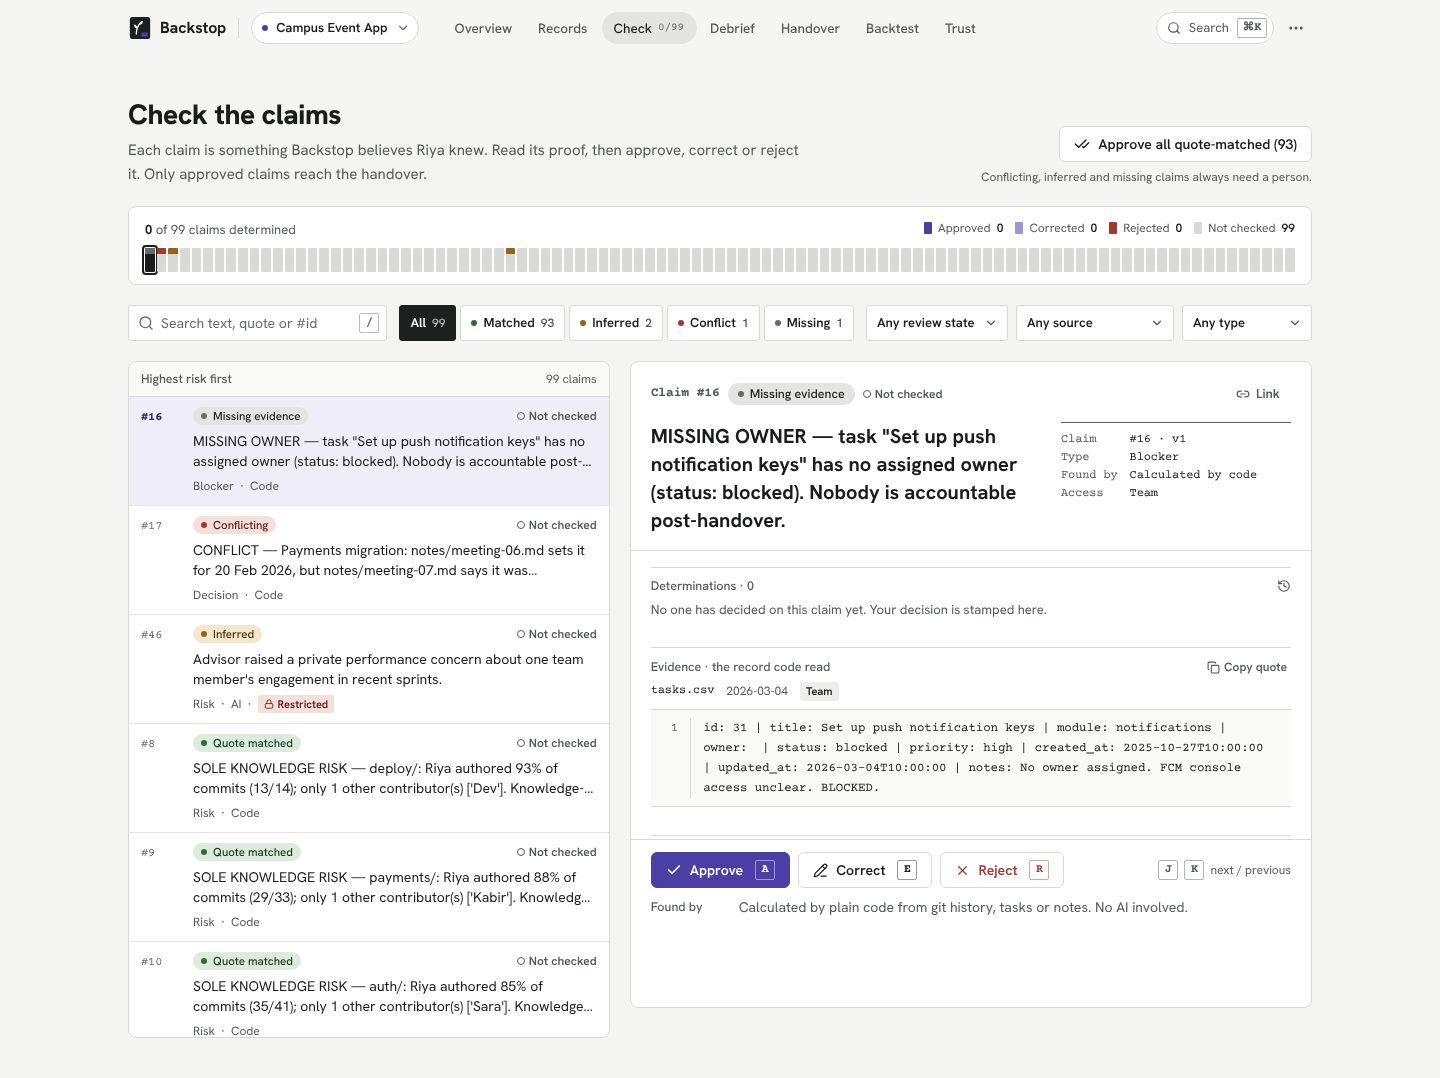 Backstop
Campus Event App
Overview
Records
Check 0/99
Debrief
Handover
Backtest
Trust
Search ⌘K
Check the claims
Each claim is something Backstop believes Riya knew. Read its proof, then approve, correct or reject
it. Only approved claims reach the handover.
Approve all quote-matched (93)
Conflicting, inferred and missing claims always need a person.
0 of 99 claims determined
Approved 0
Corrected 0
Rejected 0
Not checked 99
Search text, quote or #id /
All 99
Matched 93
Inferred 2
Conflict 1
Missing 1
Any review state
Any source
Any type
Highest risk first
99 claims
#16 Missing evidence Not checked
MISSING OWNER — task "Set up push notification keys" has no
assigned owner (status: blocked). Nobody is accountable post-...
Blocker · Code
#17 Conflicting Not checked
CONFLICT — Payments migration: notes/meeting-06.md sets it
for 20 Feb 2026, but notes/meeting-07.md says it was...
Decision · Code
#46 Inferred Not checked
Advisor raised a private performance concern about one team
member's engagement in recent sprints.
Risk · AI · Restricted
#8 Quote matched Not checked
SOLE KNOWLEDGE RISK — deploy/: Riya authored 93% of
commits (13/14); only 1 other contributor(s) ['Dev']. Knowledge-...
Risk · Code
#9 Quote matched Not checked
SOLE KNOWLEDGE RISK — payments/: Riya authored 88% of
commits (29/33); only 1 other contributor(s) ['Kabir']. Knowledg...
Risk · Code
#10 Quote matched Not checked
SOLE KNOWLEDGE RISK — auth/: Riya authored 85% of
commits (35/41); only 1 other contributor(s) ['Sara']. Knowledge...
Risk · Code
Claim #16 Missing evidence Not checked
Link
MISSING OWNER — task "Set up push
notification keys" has no assigned owner
(status: blocked). Nobody is accountable
post-handover.
Claim #16 · v1
Type Blocker
Found by Calculated by code
Access Team
Determinations · 0
No one has decided on this claim yet. Your decision is stamped here.
Evidence · the record code read
Copy quote
tasks.csv 2026-03-04 Team
1 id: 31 | title: Set up push notification keys | module: notifications |
owner:  | status: blocked | priority: high | created_at: 2025-10-27T10:00:00
| updated_at: 2026-03-04T10:00:00 | notes: No owner assigned. FCM console
access unclear. BLOCKED.
Approve A
Correct E
Reject R
J K next / previous
Found by Calculated by plain code from git history, tasks or notes. No AI involved.